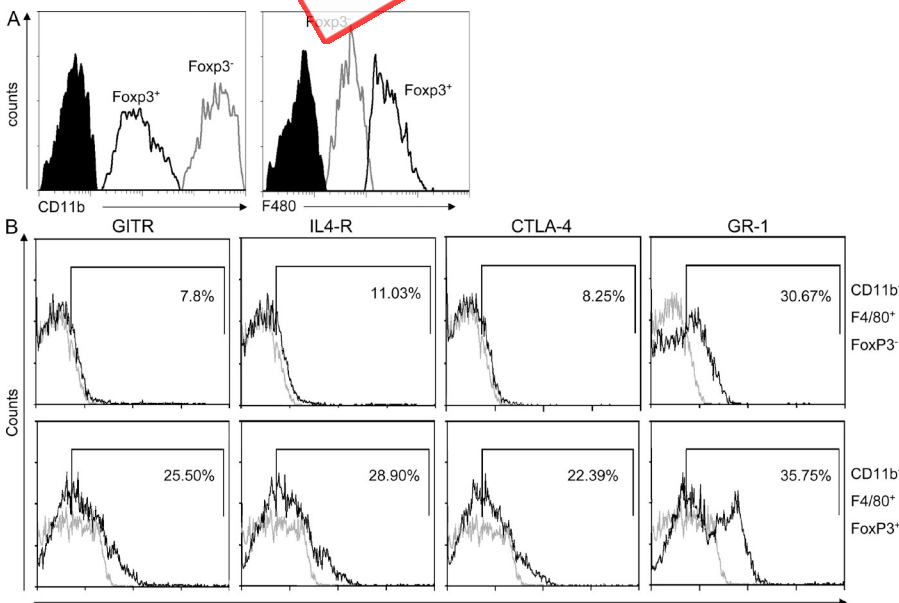 A
counts
Foxp3⁺
Foxp3⁻
CD11b
Foxp3⁻
Foxp3⁺
F480
B
GITR
IL4-R
CTLA-4
GR-1
Counts
7.8%
11.03%
8.25%
30.67%
CD11b
F4/80⁺
FoxP3⁻
25.50%
28.90%
22.39%
35.75%
CD11b
F4/80⁺
FoxP3⁺